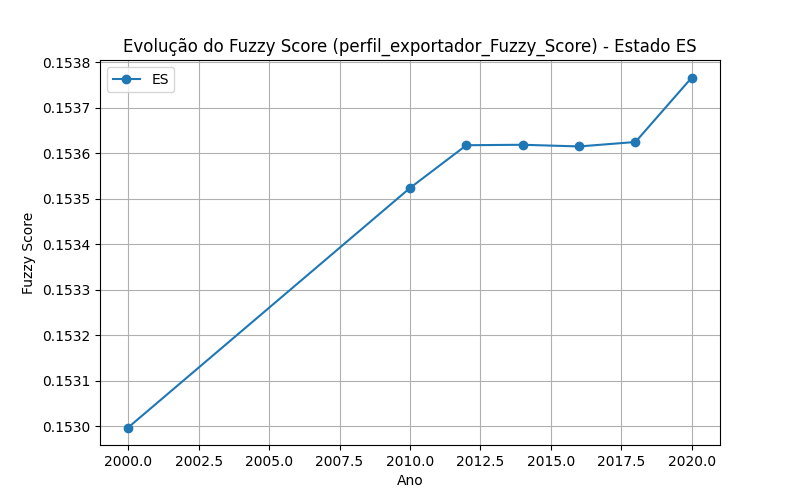 Evolução do Fuzzy Score (perfil_exportador_Fuzzy_Score) - Estado ES
ES
0.1538
0.1537
0.1536
0.1535
0.1534
0.1533
0.1532
0.1531
0.1530
Fuzzy Score
2000.0 2002.5 2005.0 2007.5 2010.0 2012.5 2015.0 2017.5 2020.0
Ano